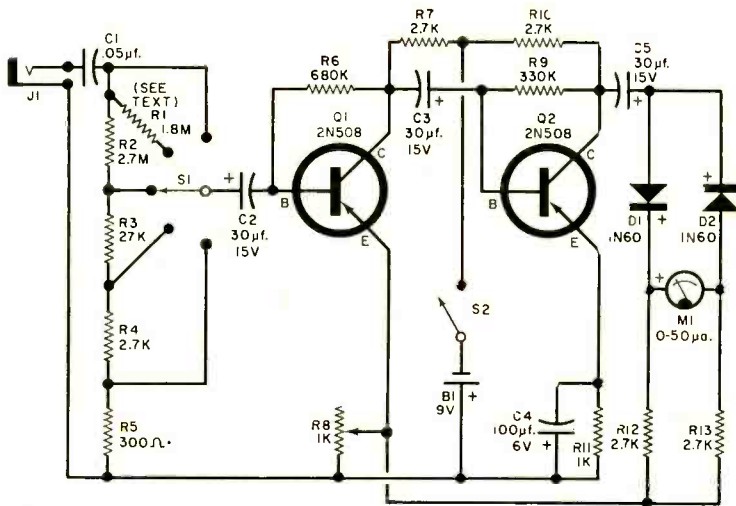 C1
.05µf.
J1
(SEE
TEXT)
R1
1.8M
R2
2.7M
S1
R3
27K
R4
2.7K
R5
300Ω
C2
30µf.
15V
R6
680K
Q1
2N508
B
C
E
R7
2.7K
C3
30µf.
15V
R8
1K
S2
B1
9V
R10
2.7K
R9
330K
Q2
2N508
B
C
E
C4
100µf.
6V
R11
1K
C5
30µf.
15V
D1
1N60
D2
1N60
M1
0-50µa.
R12
2.7K
R13
2.7K